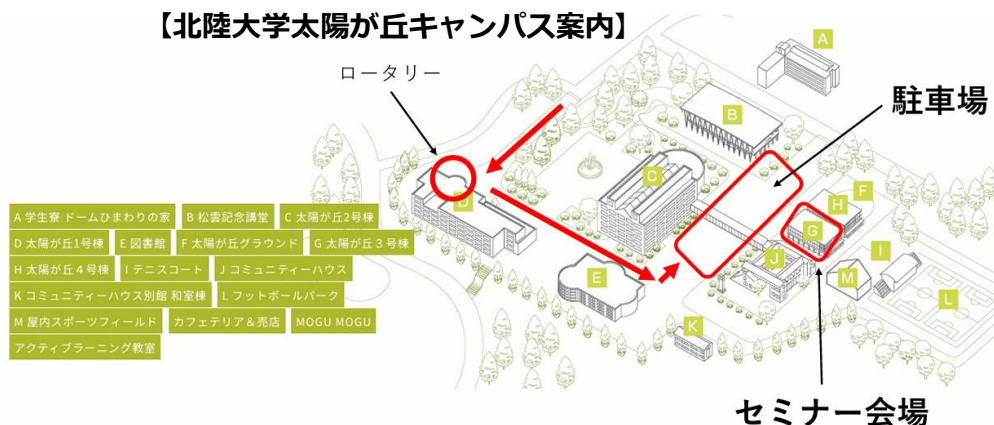 【北陸大学太陽が丘キャンパス案内】
ロータリー
駐車場
A
B
C
D
E
F
G
H
I
J
K
L
M
A 学生寮 ドームひまわりの家 B 松雲記念講堂 C 太陽が丘2号棟
D 太陽が丘1号棟 E 図書館 F 太陽が丘グラウンド G 太陽が丘３号棟
H 太陽が丘４号棟 I テニスコート J コミュニティーハウス
K コミュニティーハウス別館 和室棟 L フットボールパーク
M 屋内スポーツフィールド カフェテリア＆売店 MOGU MOGU
アクティブラーニング教室
セミナー会場